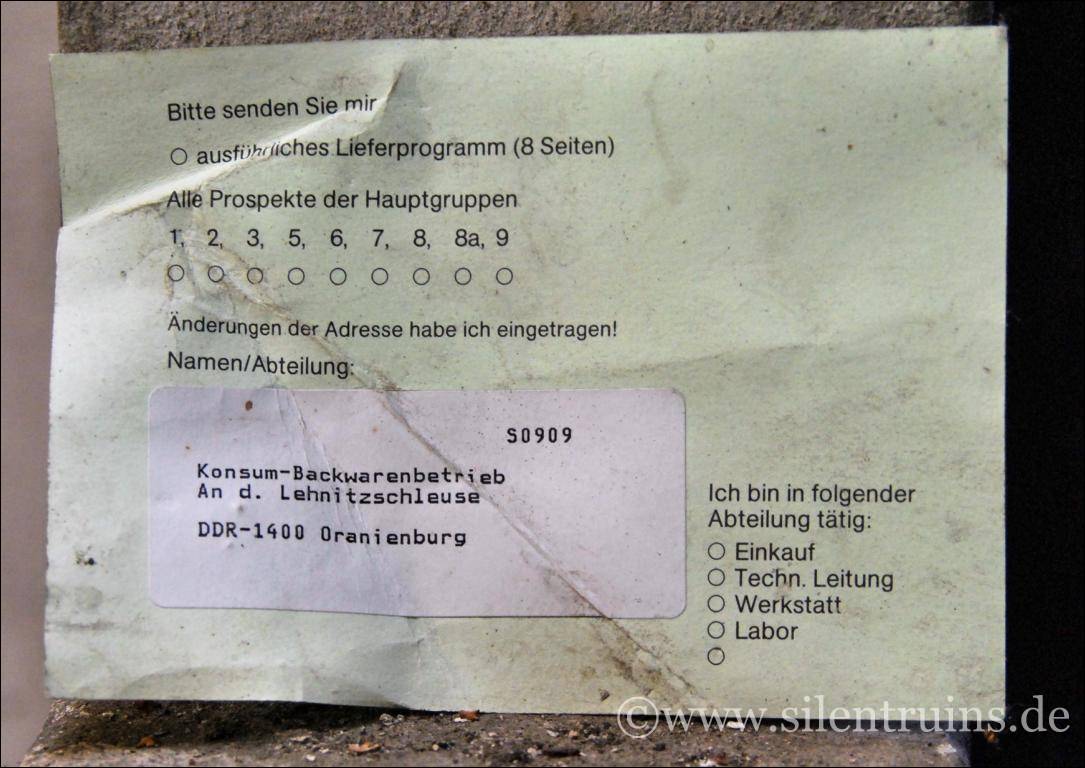 Bitte senden Sie mir
○ ausführliches Lieferprogramm (8 Seiten)
Alle Prospekte der Hauptgruppen
1, 2, 3, 5, 6, 7, 8, 8a, 9
○ ○ ○ ○ ○ ○ ○ ○ ○
Änderungen der Adresse habe ich eingetragen!
Namen/Abteilung:
S0909
Konsum-Backwarenbetrieb
An d. Lehnitzschleuse
DDR-1400 Oranienburg
Ich bin in folgender
Abteilung tätig:
○ Einkauf
○ Techn. Leitung
○ Werkstatt
○ Labor
○
©www.silentruins.de